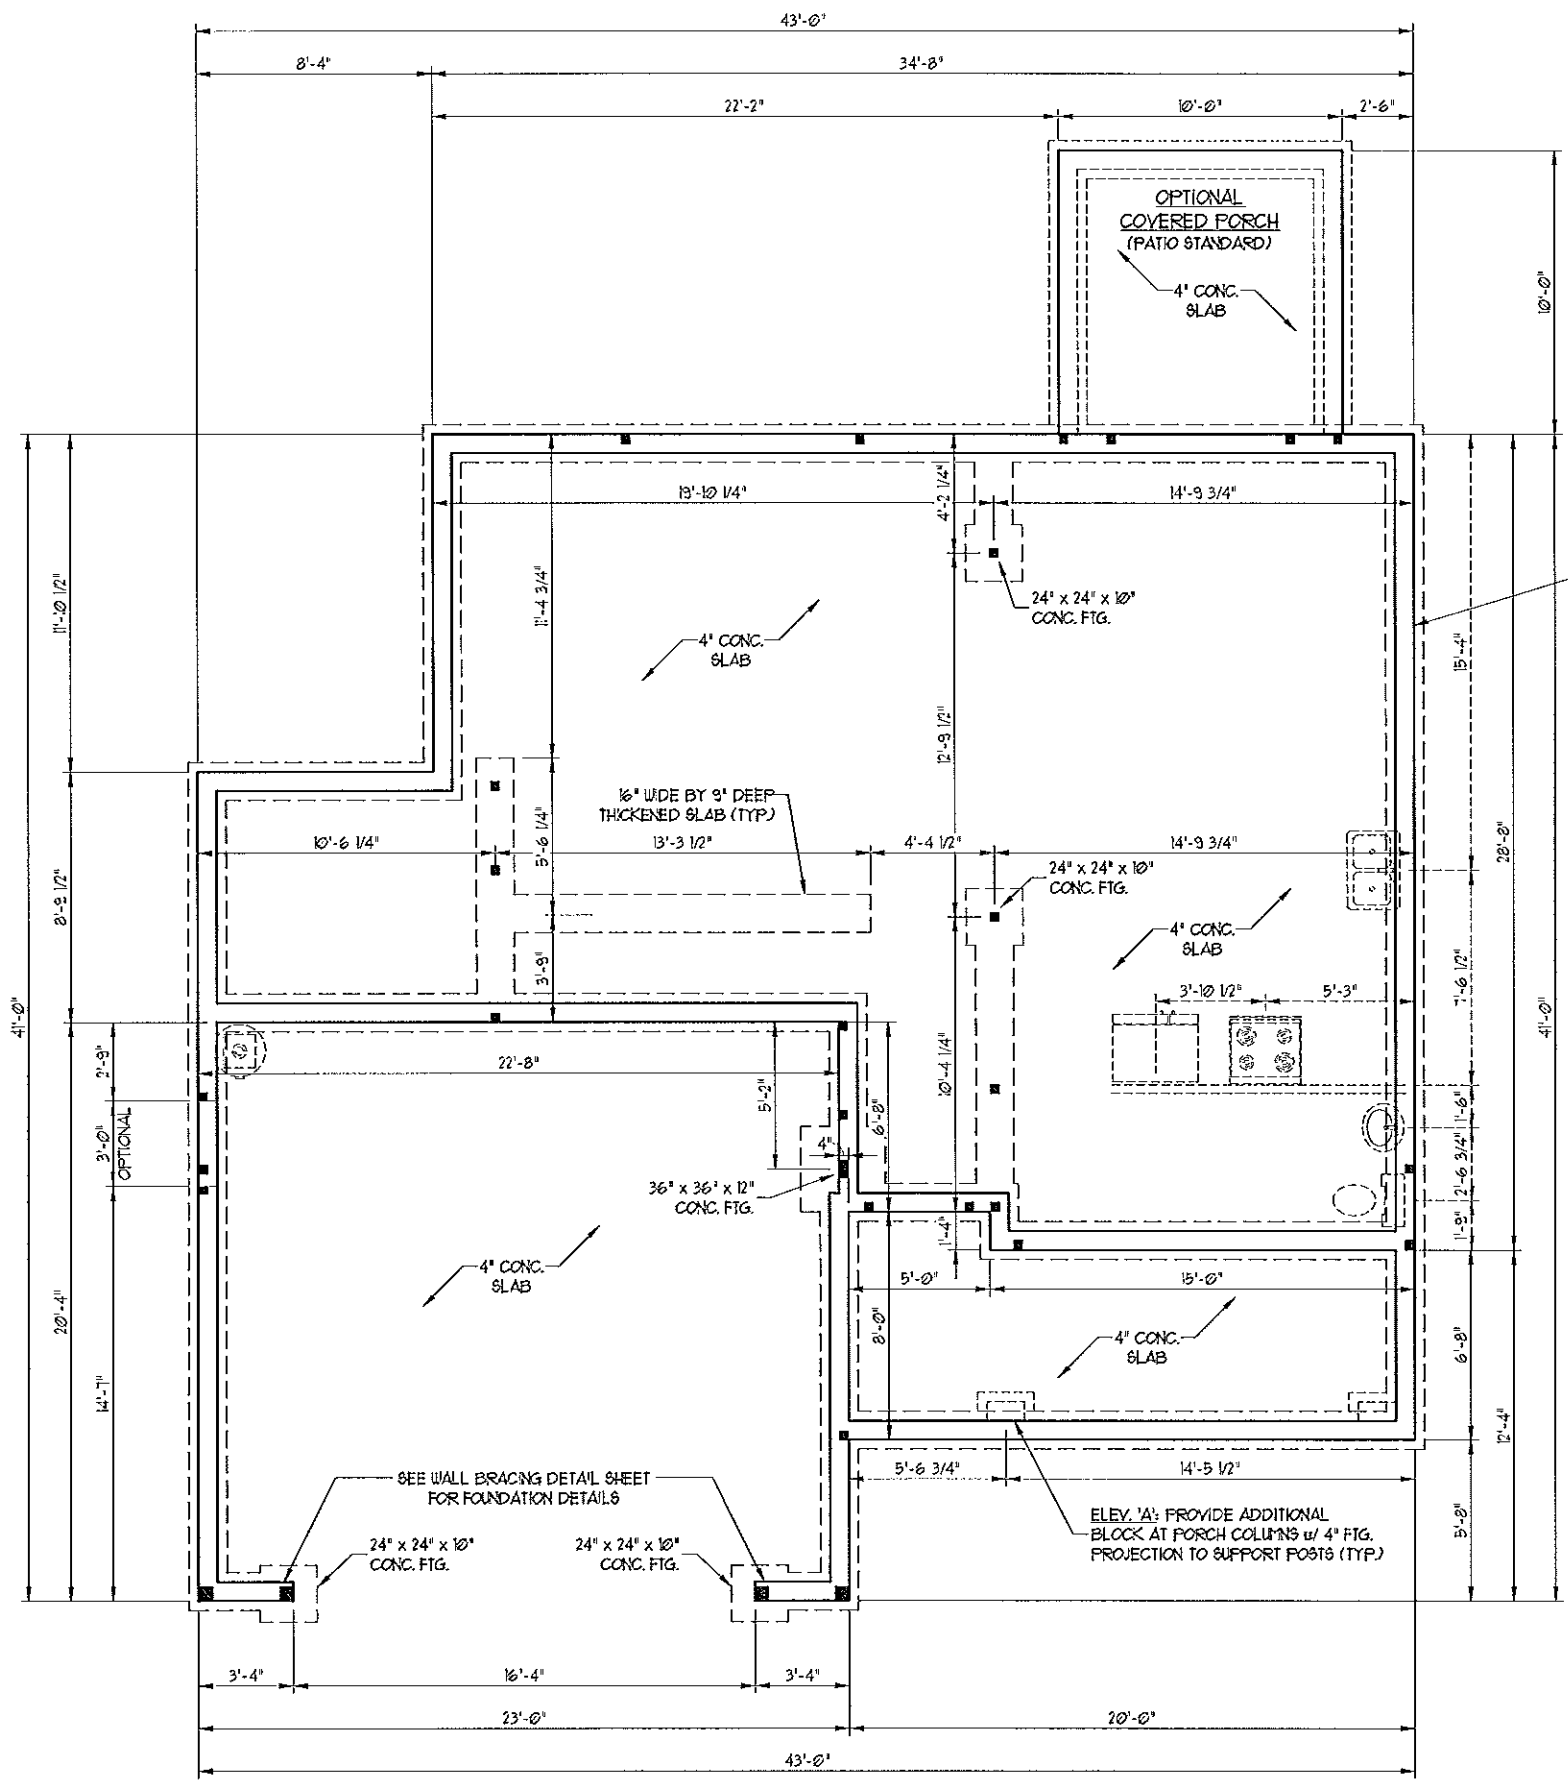 43'-0"
8'-4"
34'-8"
22'-2"
10'-0"
2'-6"
OPTIONAL
COVERED PORCH
(PATIO STANDARD)
4" CONC.
SLAB
10'-0"
19'-10 1/4"
4'-2 1/4"
14'-9 3/4"
11'-10 1/2"
11'-4 3/4"
24" x 24" x 10"
CONC. FTG.
4" CONC.
SLAB
15'-4"
12'-9 1/2"
16" WIDE BY 9" DEEP
THICKENED SLAB (TYP.)
10'-6 1/4"
5'-6 1/4"
13'-3 1/2"
4'-4 1/2"
14'-9 3/4"
28'-8"
24" x 24" x 10"
CONC. FTG.
8'-9 1/2"
3'-9"
4" CONC.
SLAB
7'-6 1/2"
3'-10 1/2"
5'-3"
41'-0"
41'-0"
2'-9"
22'-8"
5'-2"
10'-4 1/4"
6'-8"
1'-6"
3'-0"
OPTIONAL
4"
2'-6 3/4"
36" x 36" x 12"
CONC. FTG.
1'-4"
1'-9"
4" CONC.
SLAB
5'-0"
15'-0"
20'-4"
8'-0"
4" CONC.
SLAB
6'-8"
14'-7"
12'-4"
SEE WALL BRACING DETAIL SHEET
FOR FOUNDATION DETAILS
5'-6 3/4"
14'-5 1/2"
24" x 24" x 10"
CONC. FTG.
24" x 24" x 10"
CONC. FTG.
ELEV. 'A': PROVIDE ADDITIONAL
BLOCK AT PORCH COLUMNS w/ 4" FTG.
PROJECTION TO SUPPORT POSTS (TYP.)
5'-8"
3'-4"
16'-4"
3'-4"
23'-0"
20'-0"
43'-0"